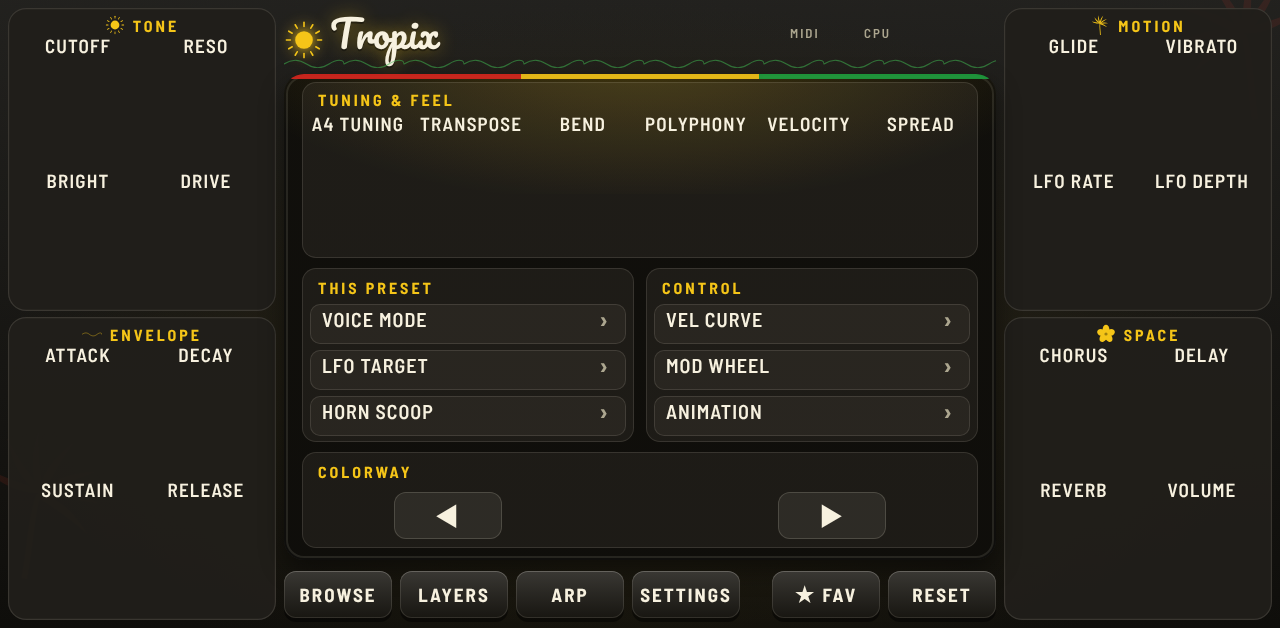 TONE
CUTOFF RESO
BRIGHT DRIVE
ENVELOPE
ATTACK DECAY
SUSTAIN RELEASE
Tropix
MIDI CPU
TUNING & FEEL
A4 TUNING TRANSPOSE BEND POLYPHONY VELOCITY SPREAD
THIS PRESET
VOICE MODE ›
LFO TARGET ›
HORN SCOOP ›
CONTROL
VEL CURVE ›
MOD WHEEL ›
ANIMATION ›
COLORWAY
◀ ▶
BROWSE LAYERS ARP SETTINGS ★ FAV RESET
MOTION
GLIDE VIBRATO
LFO RATE LFO DEPTH
SPACE
CHORUS DELAY
REVERB VOLUME